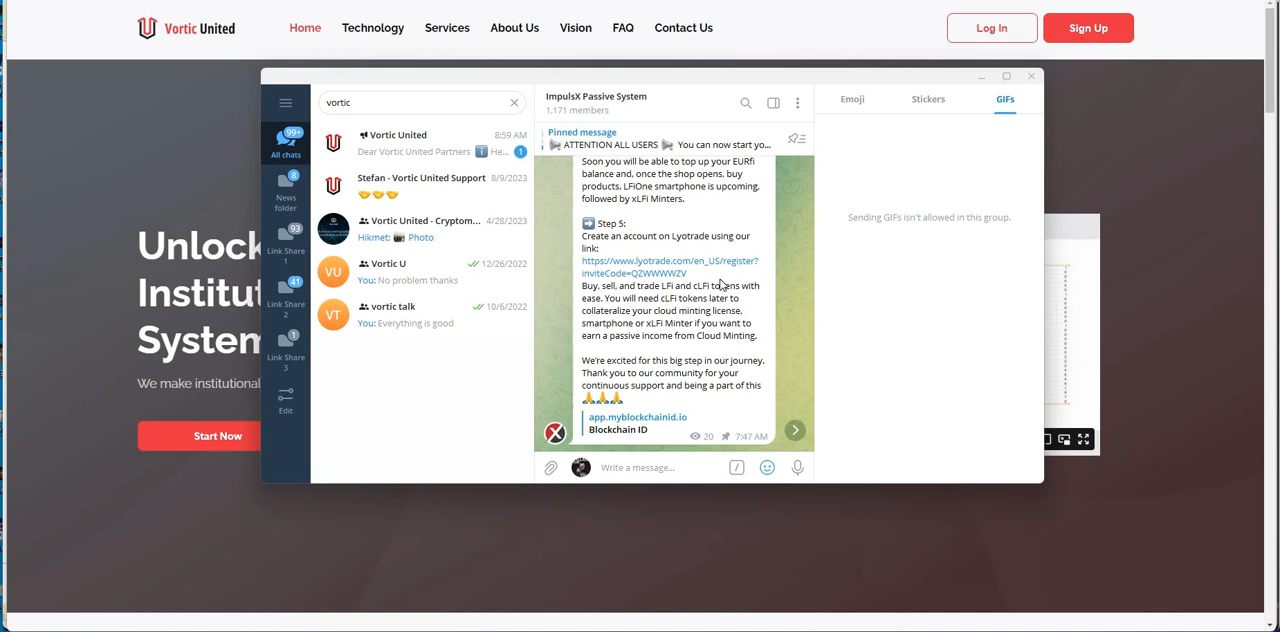 Vortic United
Home
Technology
Services
About Us
Vision
FAQ
Contact Us
Log In
Sign Up
Unlock
Institut
System
We make institutional
Start Now
99+
All chats
8
News
folder
93
Link Share
1
41
Link Share
2
1
Link Share
3
Edit
vortic
Vortic United
8:59 AM
Dear Vortic United Partners ℹ️ He...
1
Stefan - Vortic United Support
8/9/2023
Vortic United - Cryptom...
4/28/2023
Hikmet: Photo
VU
Vortic U
12/26/2022
You: No problem thanks
VT
vortic talk
10/6/2022
You: Everything is good
ImpulsX Passive System
1,171 members
Pinned message
ATTENTION ALL USERS You can now start yo...
Soon you will be able to top up your EURfi
balance and, once the shop opens, buy
products. LFiOne smartphone is upcoming,
followed by xLFi Minters.
➡️ Step 5:
Create an account on Lyotrade using our
link:
https://www.lyotrade.com/en_US/register?
inviteCode=QZWWWWZV
Buy, sell, and trade LFi and cLFi tokens with
ease. You will need cLFi tokens later to
collateralize your cloud minting license,
smartphone or xLFi Minter if you want to
earn a passive income from Cloud Minting.
We're excited for this big step in our journey.
Thank you to our community for your
continuous support and being a part of this
🙏🙏🙏
app.myblockchainid.io
Blockchain ID
20
7:47 AM
Write a message...
Emoji
Stickers
GIFs
Sending GIFs isn't allowed in this group.